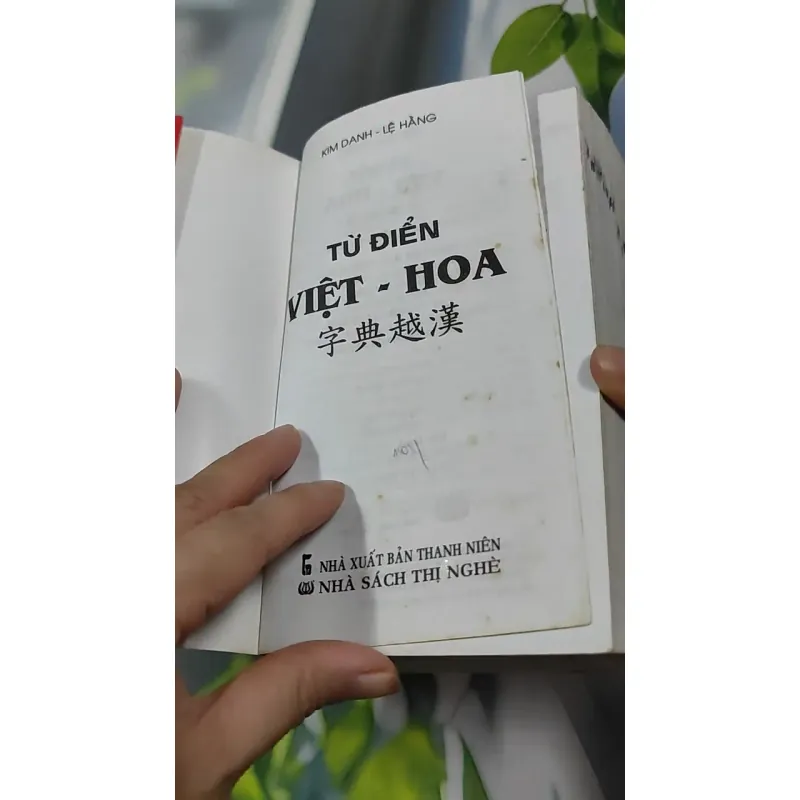 KIM DANH - LỆ HẰNG
TỪ ĐIỂN
VIỆT - HOA
字典越漢
NHÀ XUẤT BẢN THANH NIÊN
NHÀ SÁCH THỊ NGHÈ